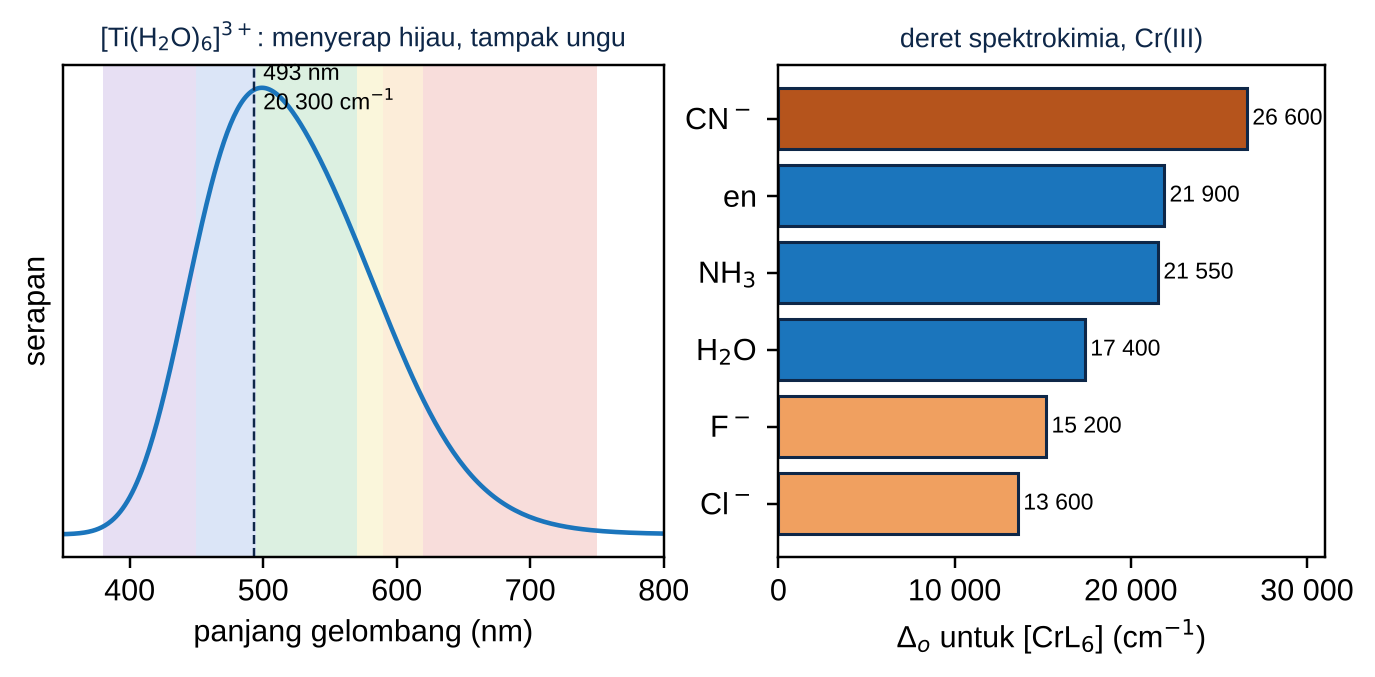 [Ti(H₂O)₆]³⁺: menyerap hijau, tampak ungu
493 nm
20 300 cm⁻¹
serapan
400 500 600 700 800
panjang gelombang (nm)
deret spektrokimia, Cr(III)
CN⁻ 26 600
en 21 900
NH₃ 21 550
H₂O 17 400
F⁻ 15 200
Cl⁻ 13 600
0 10 000 20 000 30 000
Δₒ untuk [CrL₆] (cm⁻¹)